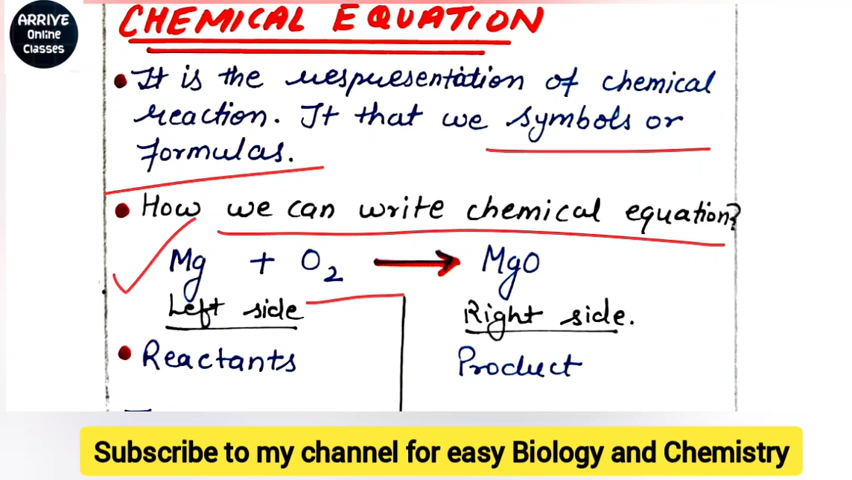 ARRIVE
Online
Classes
CHEMICAL EQUATION
• It is the respresentation of chemical
reaction. It that we symbols or
formulas.
• How we can write chemical equation?
Mg + O₂ → MgO
Left side Right side.
• Reactants Product
Subscribe to my channel for easy Biology and Chemistry